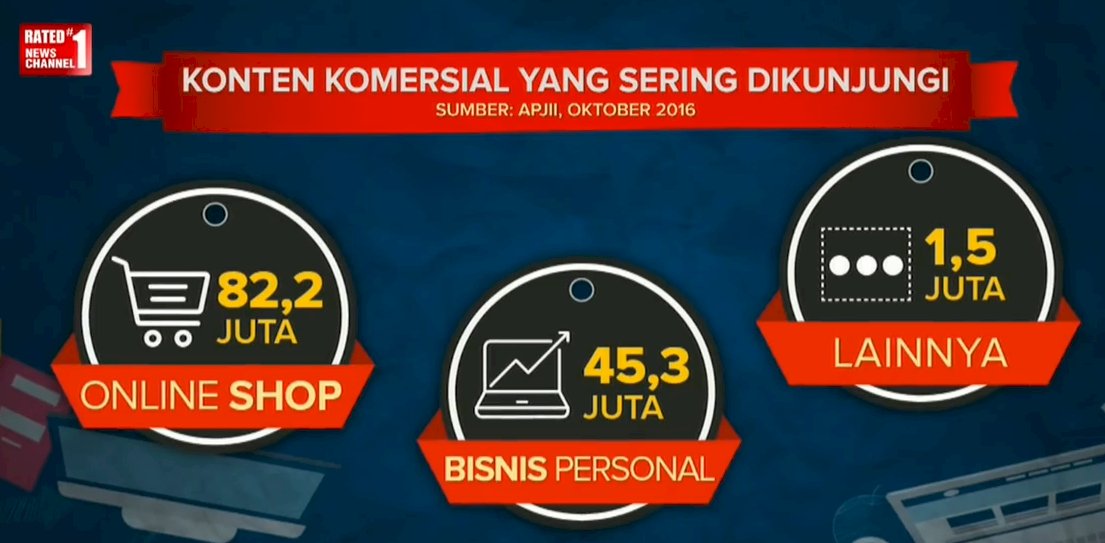 RATED #1
NEWS
CHANNEL
KONTEN KOMERSIAL YANG SERING DIKUNJUNGI
SUMBER: APJII, OKTOBER 2016
82,2
JUTA
ONLINE SHOP
45,3
JUTA
BISNIS PERSONAL
1,5
JUTA
LAINNYA